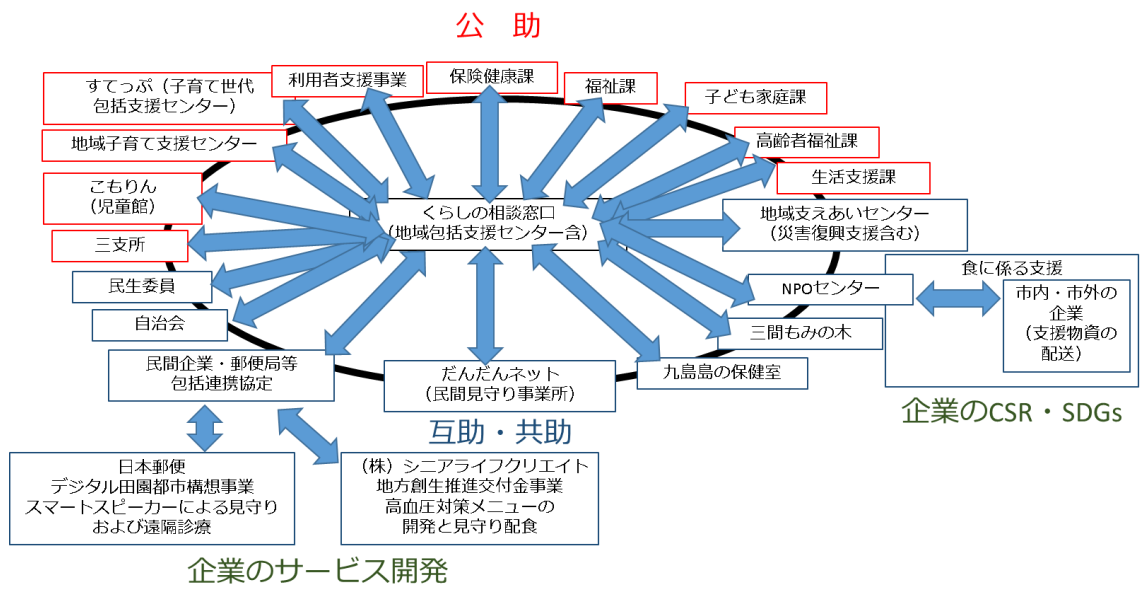 公　助
すてっぷ（子育て世代
包括支援センター）
利用者支援事業
保険健康課
福祉課
子ども家庭課
地域子育て支援センター
高齢者福祉課
こもりん
（児童館）
生活支援課
くらしの相談窓口
（地域包括支援センター含）
地域支えあいセンター
（災害復興支援含む）
三支所
民生委員
食に係る支援
NPOセンター
市内・市外の
企業
（支援物資の
配送）
自治会
三間もみの木
民間企業・郵便局等
包括連携協定
だんだんネット
（民間見守り事業所）
九島島の保健室
企業のCSR・SDGs
互助・共助
日本郵便
デジタル田園都市構想事業
スマートスピーカーによる見守り
および遠隔診療
（株）シニアライフクリエイト
地方創生推進交付金事業
高血圧対策メニューの
開発と見守り配食
企業のサービス開発